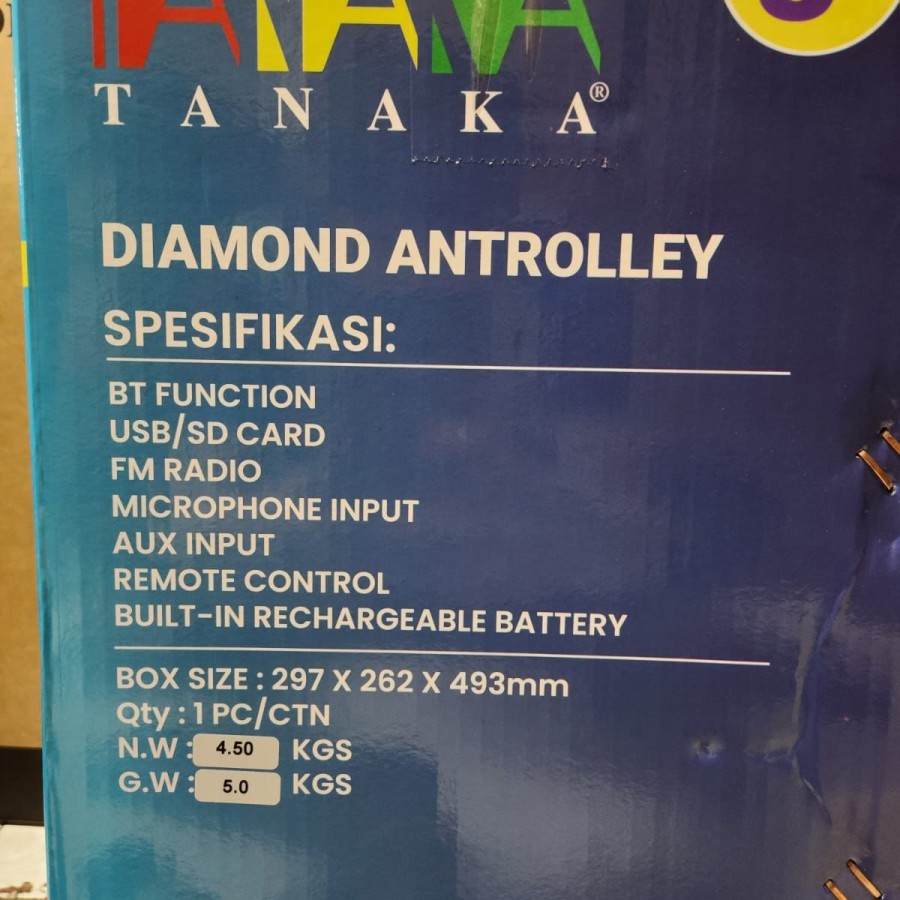 TANAKA®
DIAMOND ANTROLLEY
SPESIFIKASI:
BT FUNCTION
USB/SD CARD
FM RADIO
MICROPHONE INPUT
AUX INPUT
REMOTE CONTROL
BUILT-IN RECHARGEABLE BATTERY
BOX SIZE : 297 X 262 X 493mm
Qty : 1 PC/CTN
N.W : 4.50 KGS
G.W : 5.0 KGS